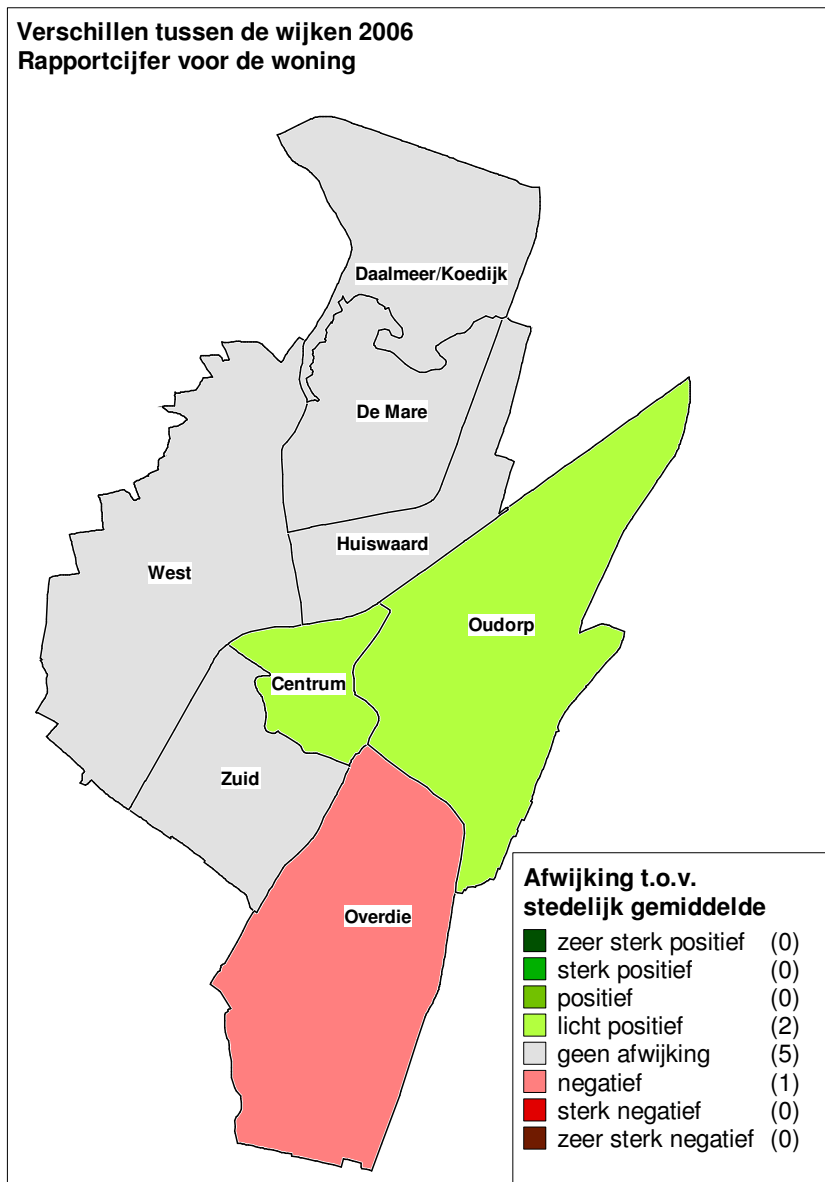 Verschillen tussen de wijken 2006
Rapportcijfer voor de woning
Daalmeer/Koedijk
De Mare
Huiswaard
West
Oudorp
Centrum
Zuid
Overdie
Afwijking t.o.v.
stedelijk gemiddelde
zeer sterk positief (0)
sterk positief (0)
positief (0)
licht positief (2)
geen afwijking (5)
negatief (1)
sterk negatief (0)
zeer sterk negatief (0)